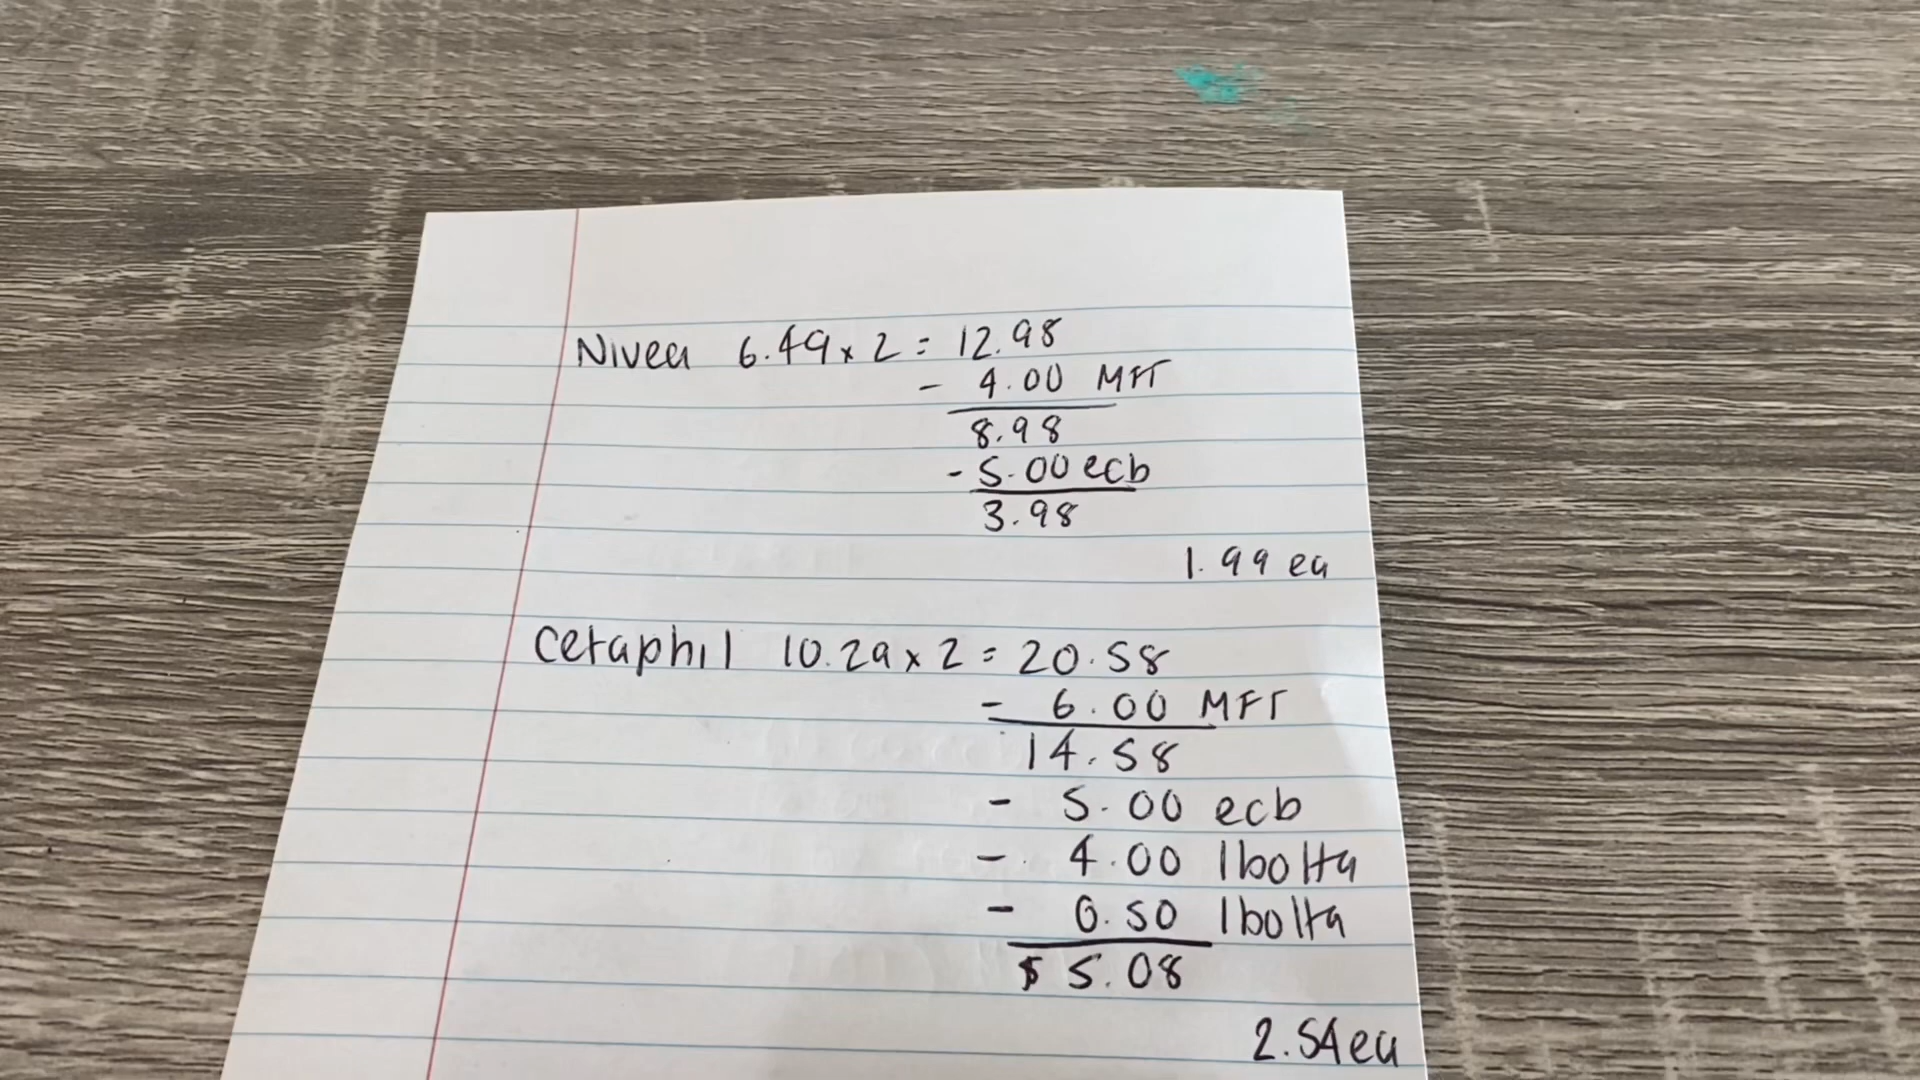 Nivea 6.49 x 2 = 12.98
- 4.00 MFT
8.98
- 5.00 ecb
3.98
1.99 ea
Cetaphil 10.29 x 2 = 20.58
- 6.00 MFT
14.58
- 5.00 ecb
- 4.00 Ibotta
- 0.50 Ibotta
$ 5.08
2.54 ea